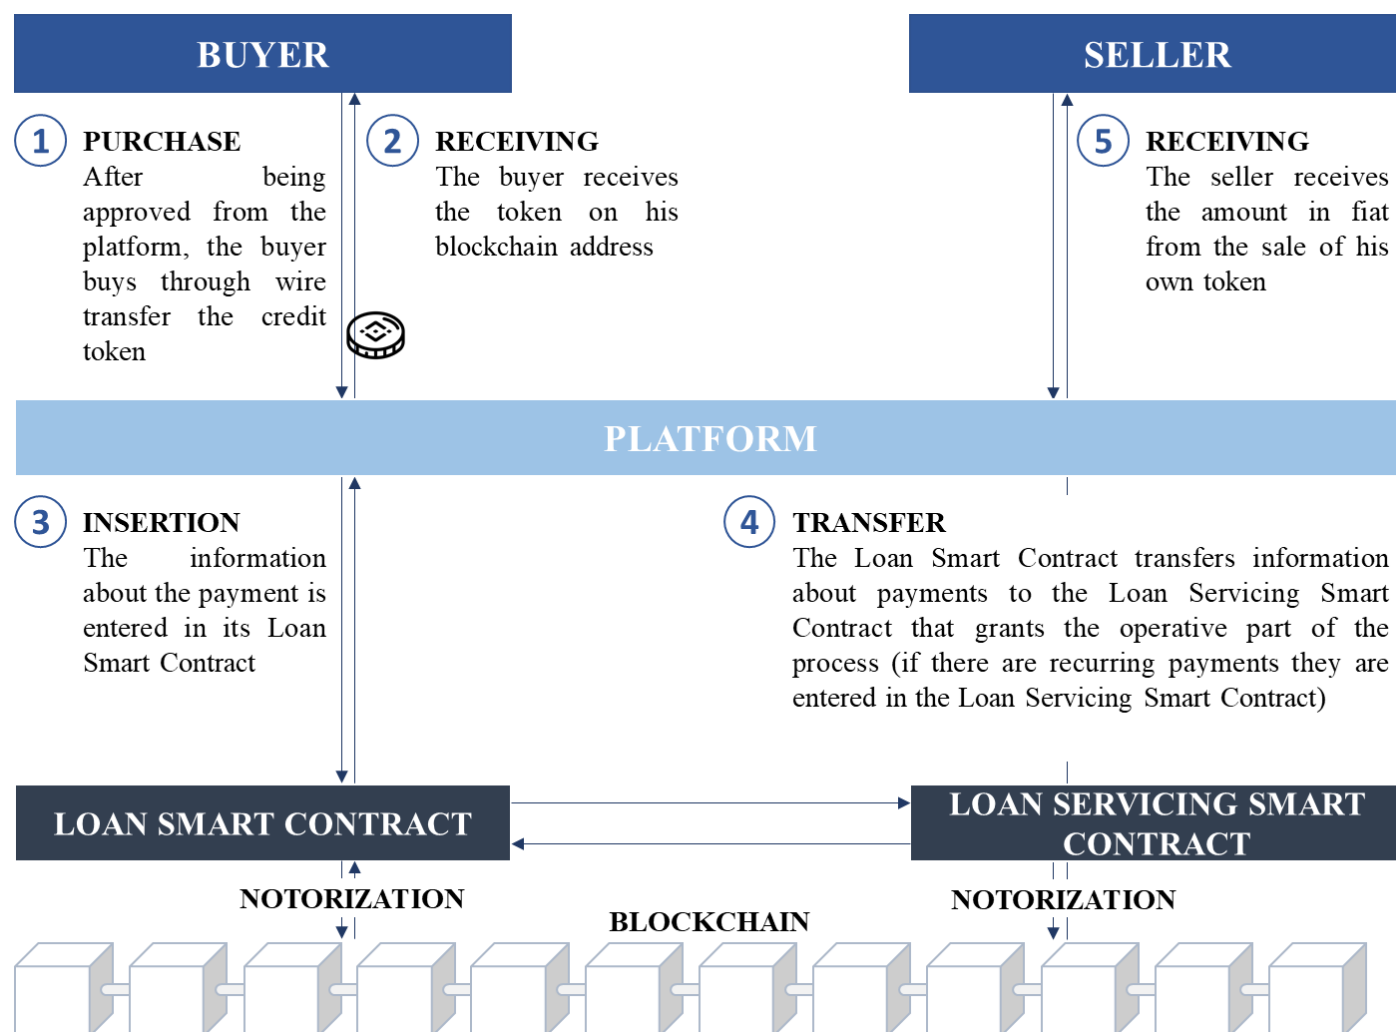 BUYER
SELLER
1
PURCHASE
After being
approved from the
platform, the buyer
buys through wire
transfer the credit
token
2
RECEIVING
The buyer receives
the token on his
blockchain address
5
RECEIVING
The seller receives
the amount in fiat
from the sale of his
own token
PLATFORM
3
INSERTION
The information
about the payment is
entered in its Loan
Smart Contract
4
TRANSFER
The Loan Smart Contract transfers information
about payments to the Loan Servicing Smart
Contract that grants the operative part of the
process (if there are recurring payments they are
entered in the Loan Servicing Smart Contract)
LOAN SMART CONTRACT
LOAN SERVICING SMART
CONTRACT
NOTORIZATION
NOTORIZATION
BLOCKCHAIN